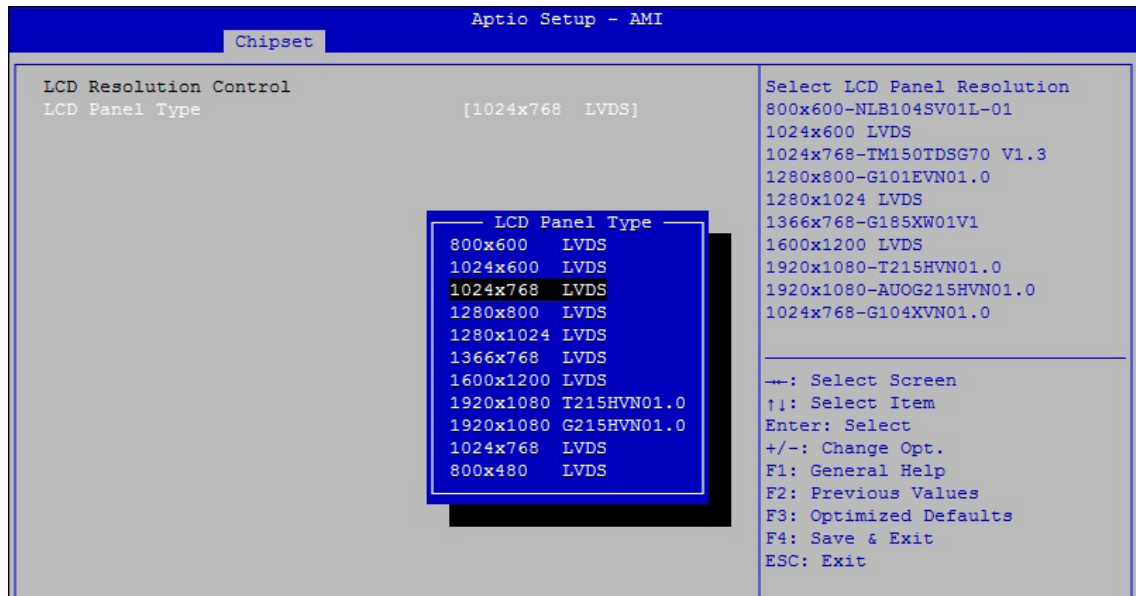 Aptio Setup - AMI
Chipset
LCD Resolution Control
LCD Panel Type [1024x768 LVDS]
LCD Panel Type
800x600 LVDS
1024x600 LVDS
1024x768 LVDS
1280x800 LVDS
1280x1024 LVDS
1366x768 LVDS
1600x1200 LVDS
1920x1080 T215HVN01.0
1920x1080 G215HVN01.0
1024x768 LVDS
800x480 LVDS
Select LCD Panel Resolution
800x600-NLB104SV01L-01
1024x600 LVDS
1024x768-TM150TDSG70 V1.3
1280x800-G101EVN01.0
1280x1024 LVDS
1366x768-G185XW01V1
1600x1200 LVDS
1920x1080-T215HVN01.0
1920x1080-AUOG215HVN01.0
1024x768-G104XVN01.0
→←: Select Screen
↑↓: Select Item
Enter: Select
+/-: Change Opt.
F1: General Help
F2: Previous Values
F3: Optimized Defaults
F4: Save & Exit
ESC: Exit